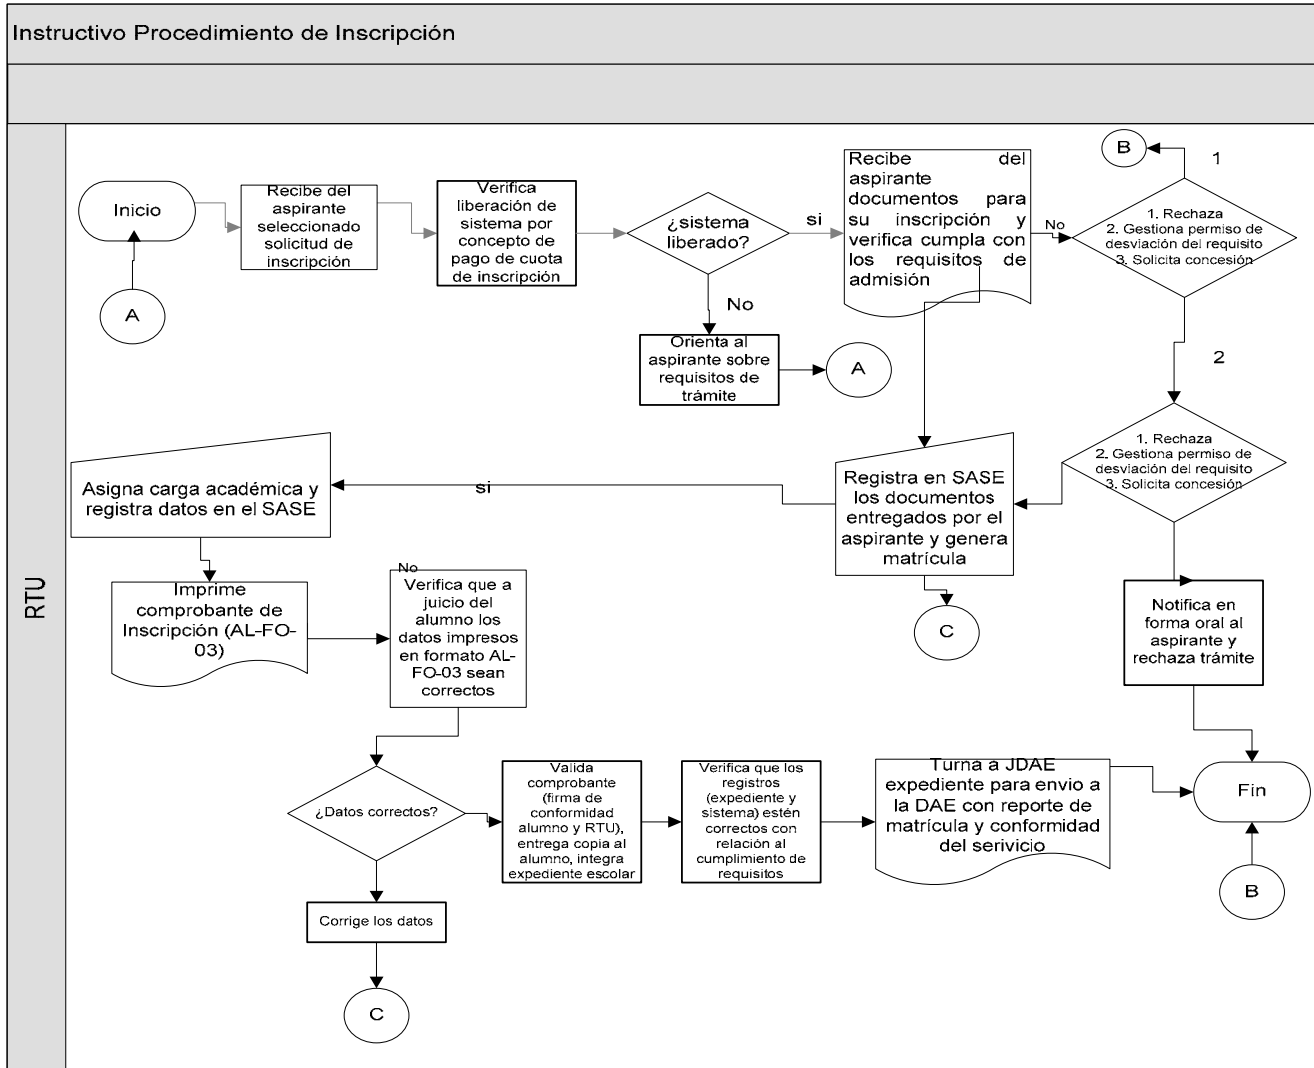 Instructivo Procedimiento de Inscripción
RTU
Inicio
A
Recibe del
aspirante
seleccionado
solicitud de
inscripción
Verifica
liberación de
sistema por
concepto de
pago de cuota
de inscripción
¿sistema
liberado?
si
No
Orienta al
aspirante sobre
requisitos de
trámite
A
Recibe del
aspirante
documentos para
su inscripción y
verifica cumpla con
los requisitos de
admisión
No
B
1
1. Rechaza
2. Gestiona permiso de
desviación del requisito
3. Solicita concesión
2
1. Rechaza
2. Gestiona permiso de
desviación del requisito
3. Solicita concesión
Registra en SASE
los documentos
entregados por el
aspirante y genera
matrícula
C
si
Asigna carga académica y
registra datos en el SASE
Imprime
comprobante de
Inscripción (AL-FO-
03)
No
Verifica que a
juicio del
alumno los
datos impresos
en formato AL-
FO-03 sean
correctos
Notifica en
forma oral al
aspirante y
rechaza trámite
¿Datos correctos?
Valida
comprobante
(firma de
conformidad
alumno y RTU),
entrega copia al
alumno, integra
expediente escolar
Verifica que los
registros
(expediente y
sistema) estén
correctos con
relación al
cumplimiento de
requisitos
Turna a JDAE
expediente para envio a
la DAE con reporte de
matrícula y conformidad
del serivicio
Fin
B
Corrige los datos
C